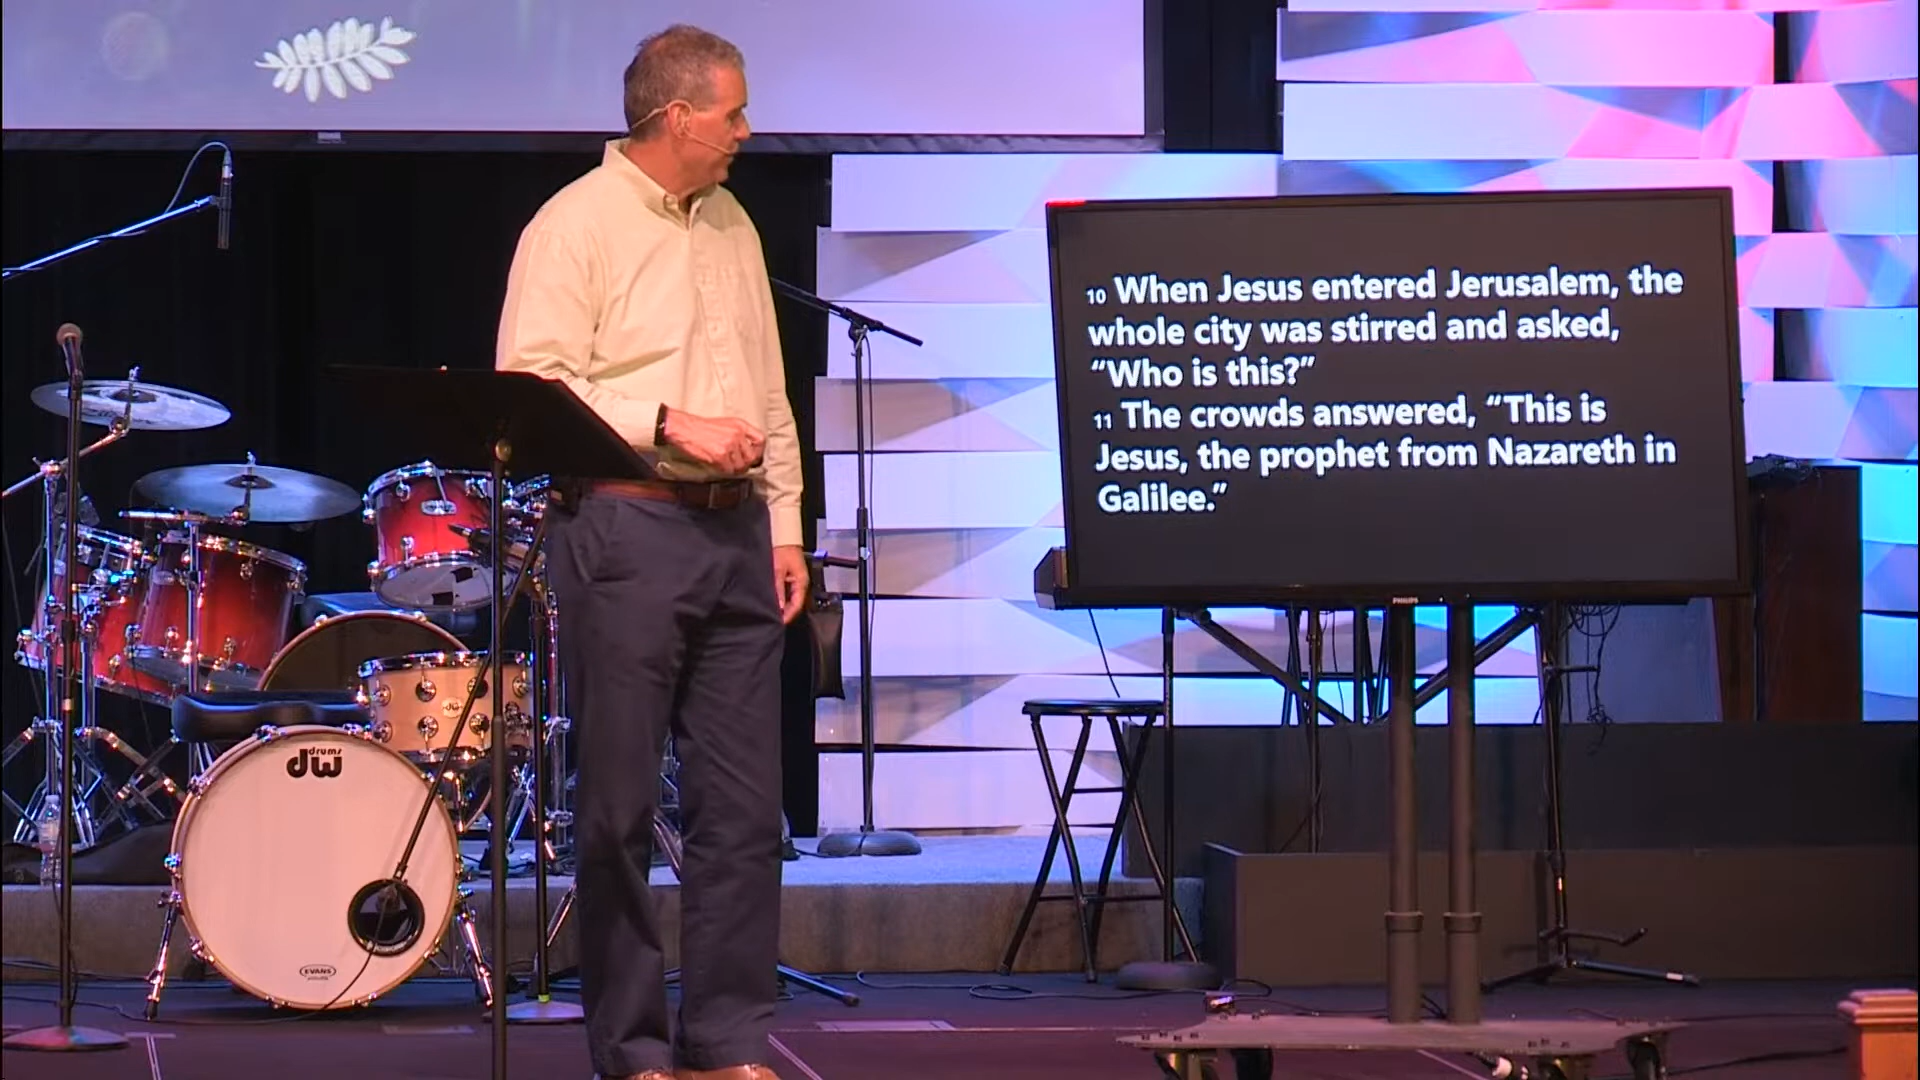 10 When Jesus entered Jerusalem, the
whole city was stirred and asked,
“Who is this?”
11 The crowds answered, “This is
Jesus, the prophet from Nazareth in
Galilee.”
PHILIPS
drums
dw
EVANS